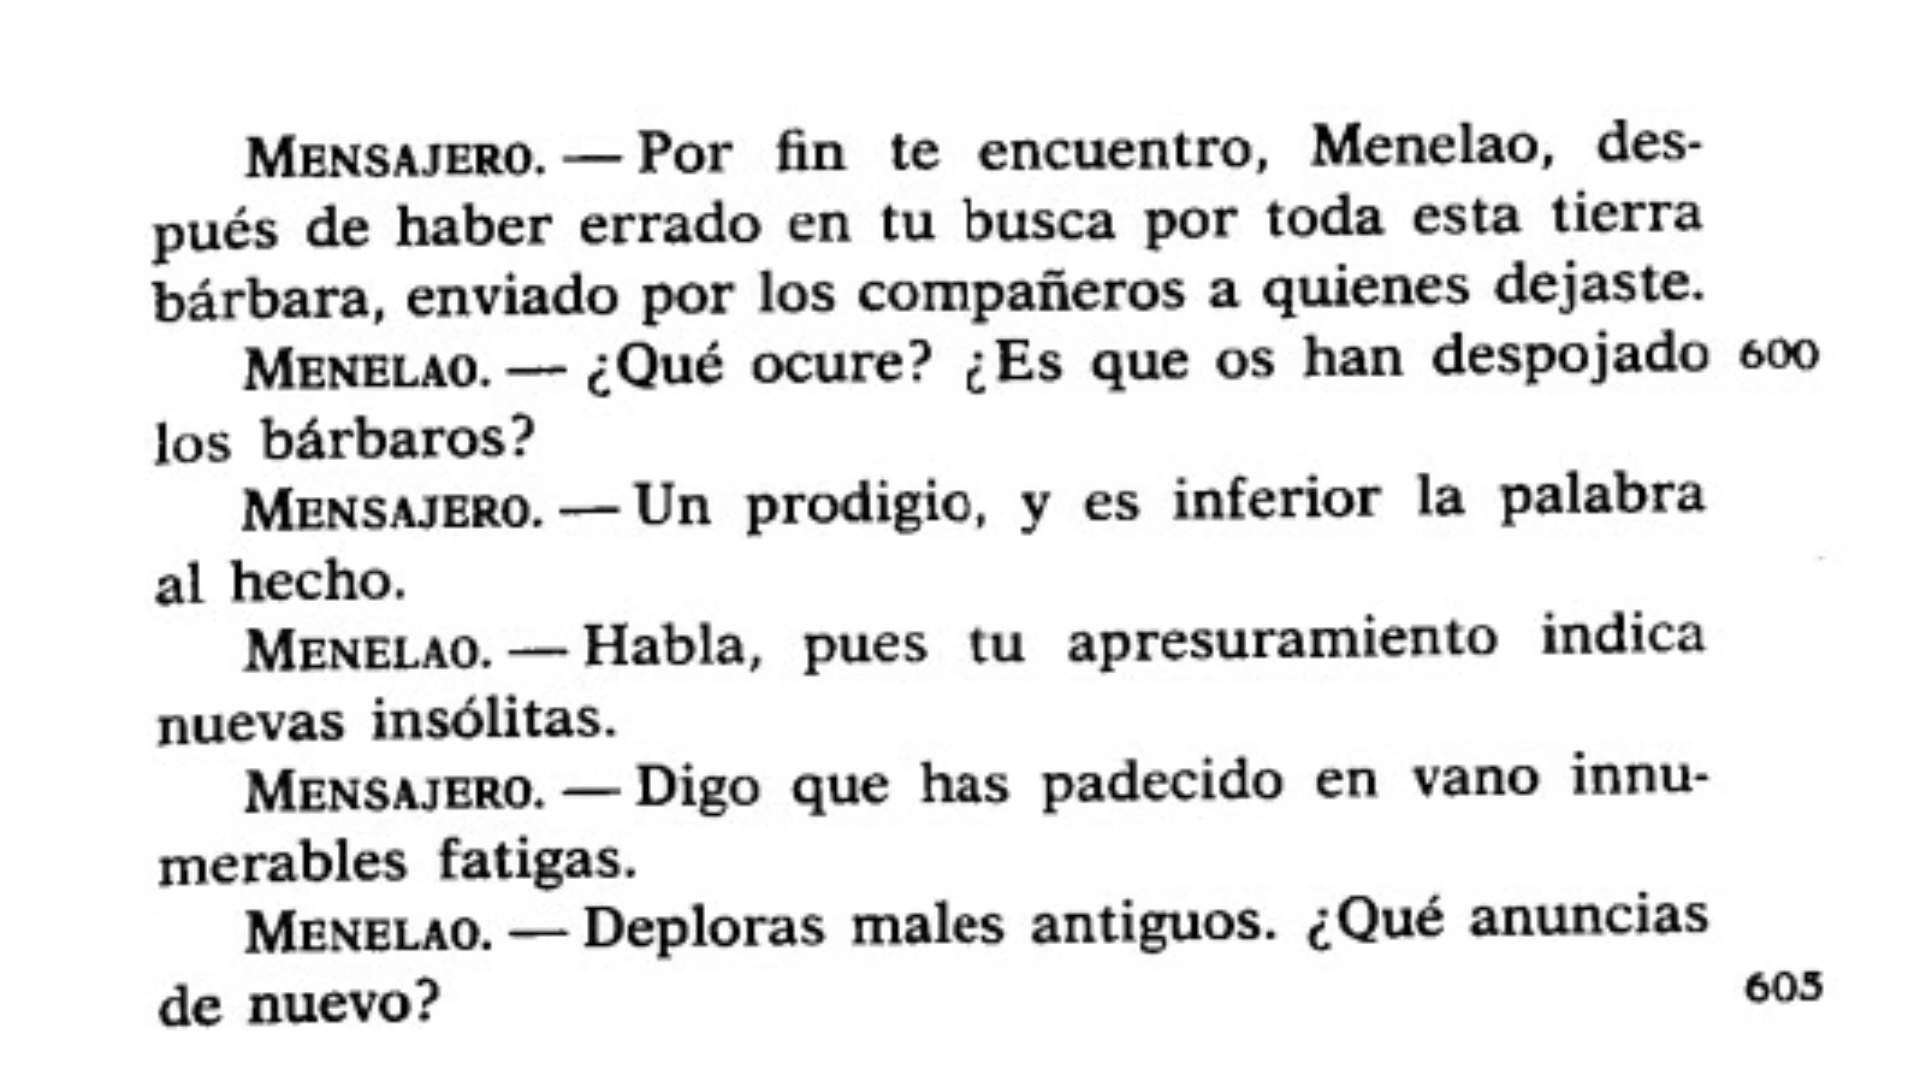 MENSAJERO. — Por fin te encuentro, Menelao, des-
pués de haber errado en tu busca por toda esta tierra
bárbara, enviado por los compañeros a quienes dejaste.
MENELAO. — ¿Qué ocure? ¿Es que os han despojado 600
los bárbaros?
MENSAJERO. — Un prodigio, y es inferior la palabra
al hecho.
MENELAO. — Habla, pues tu apresuramiento indica
nuevas insólitas.
MENSAJERO. — Digo que has padecido en vano innu-
merables fatigas.
MENELAO. — Deploras males antiguos. ¿Qué anuncias
de nuevo? 605